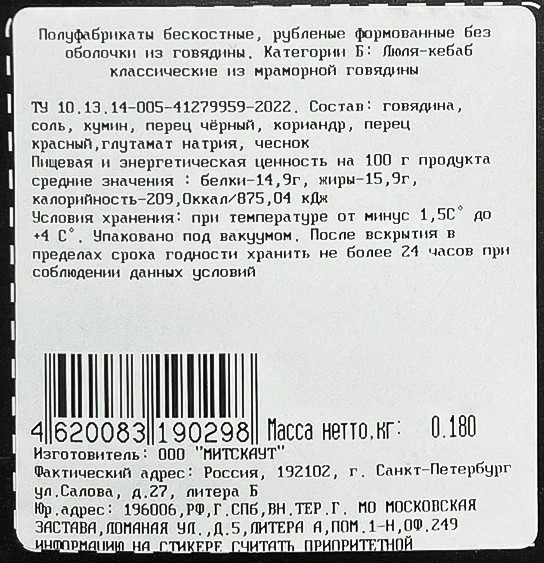 Полуфабрикаты бескостные, рубленые формованные без
оболочки из говядины. Категории Б: Люля-кебаб
классические из мраморной говядины
ТУ 10.13.14-005-41279959-2022. Состав: говядина,
соль, кумин, перец чёрный, кориандр, перец
красный,глутамат натрия, чеснок
Пищевая и энергетическая ценность на 100 г продукта
средние значения : белки-14,9г, жиры-15,9г,
калорийность-209,0ккал/875,04 кДж
Условия хранения: при температуре от минус 1,5С° до
+4 С°. Упаковано под вакуумом. После вскрытия в
пределах срока годности хранить не более 24 часов при
соблюдении данных условий
4 620083 190298 Масса нетто,кг: 0.180
Изготовитель: ООО "МИТСКАУТ"
Фактический адрес: Россия, 192102, г. Санкт-Петербург
ул.Салова, д.27, литера Б
Юр.адрес: 196006,РФ,Г.СПб,ВН.ТЕР.Г. МО МОСКОВСКАЯ
ЗАСТАВА,ЛОМАНАЯ УЛ.,Д.5,ЛИТЕРА А,ПОМ.1-Н,ОФ.249
ИНФОРМАЦИЮ НА СТИКЕРЕ СЧИТАТЬ ПРИОРИТЕТНОЙ